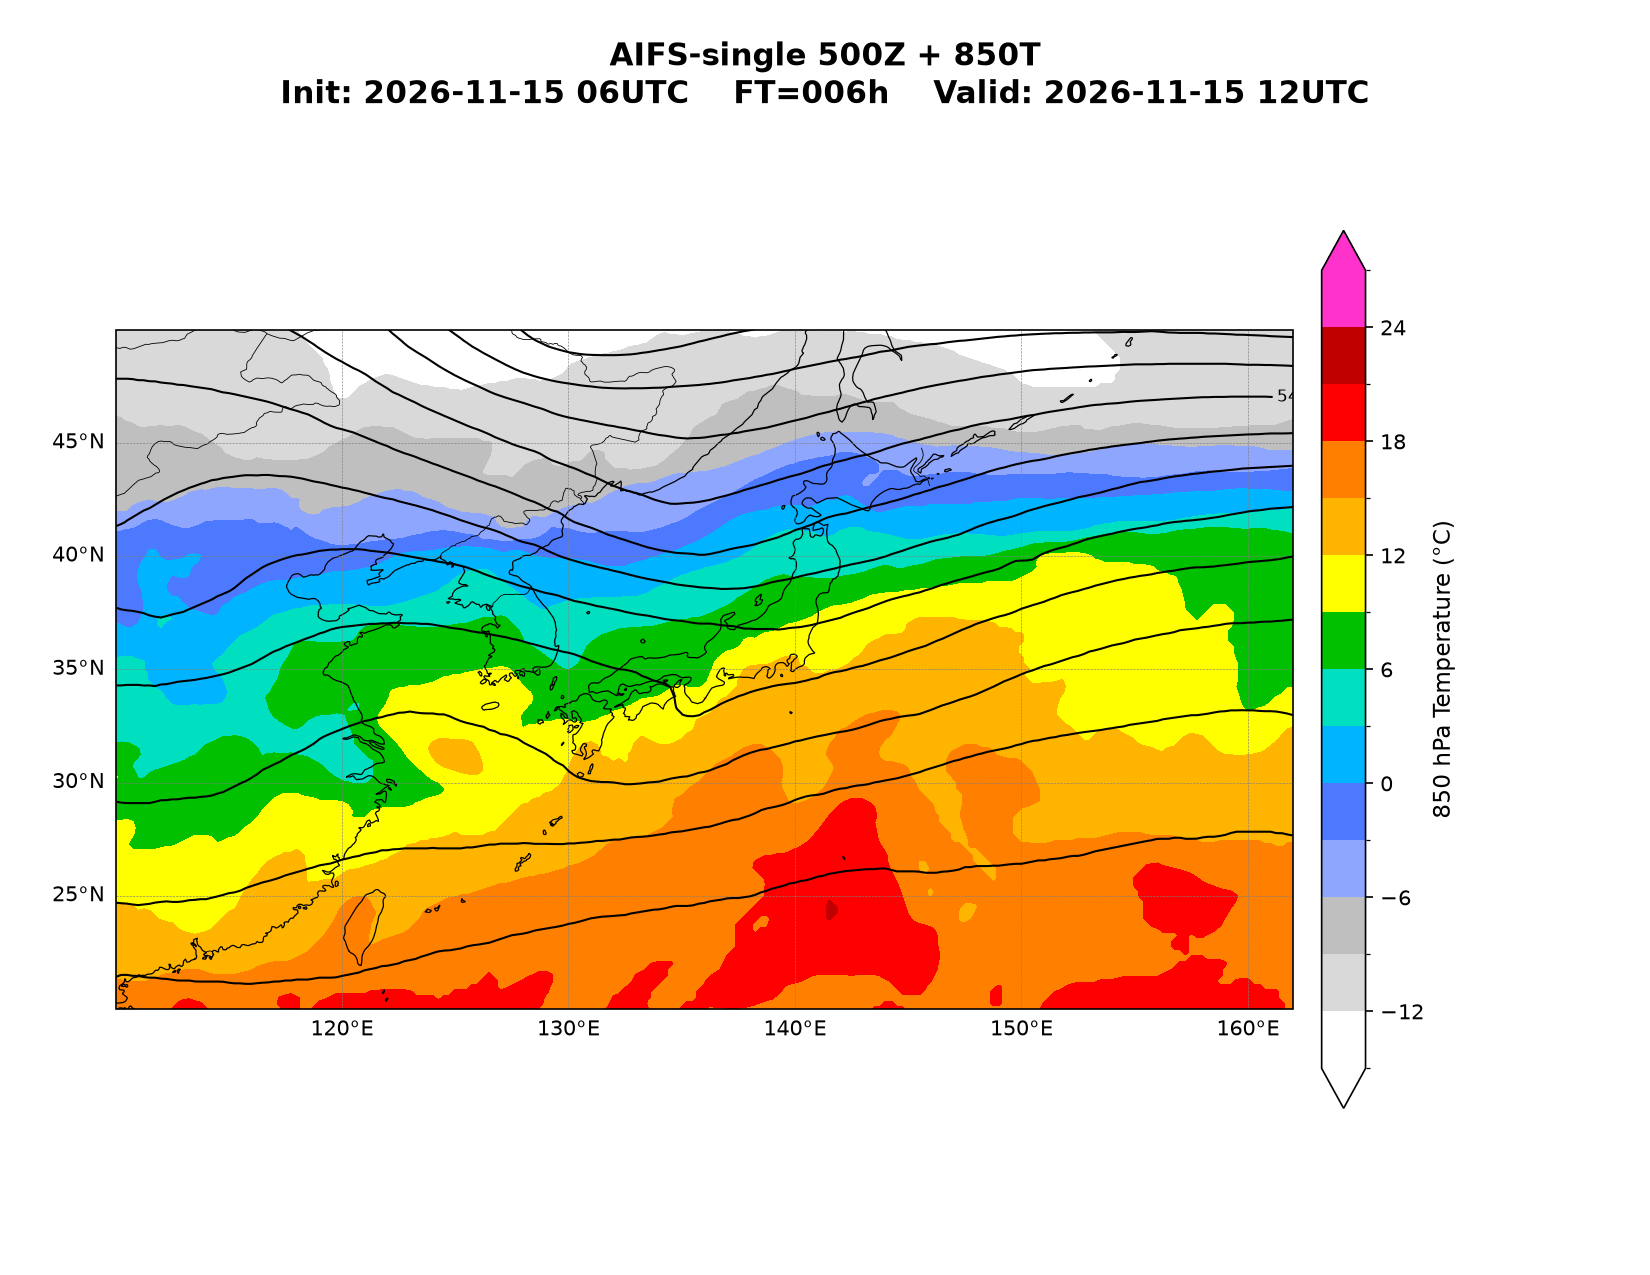 AIFS-single 500Z + 850T
Init: 2026-11-15 06UTC    FT=006h    Valid: 2026-11-15 12UTC
24
18
12
6
0
−6
−12
850 hPa Temperature (°C)
45°N
40°N
35°N
30°N
25°N
120°E
130°E
140°E
150°E
160°E